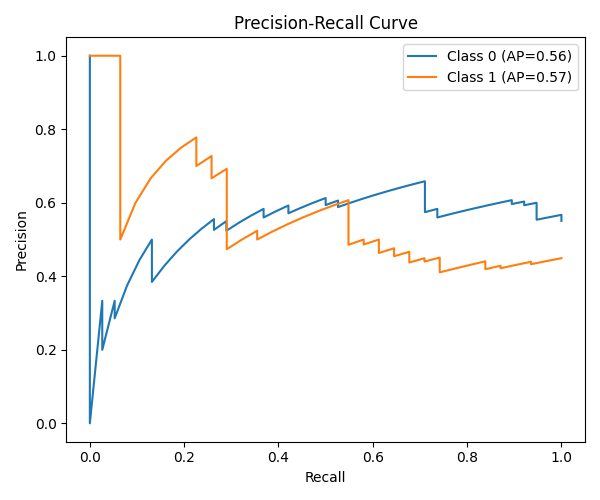 Precision-Recall Curve
Class 0 (AP=0.56)
Class 1 (AP=0.57)
Precision
1.0
0.8
0.6
0.4
0.2
0.0
0.0 0.2 0.4 0.6 0.8 1.0
Recall